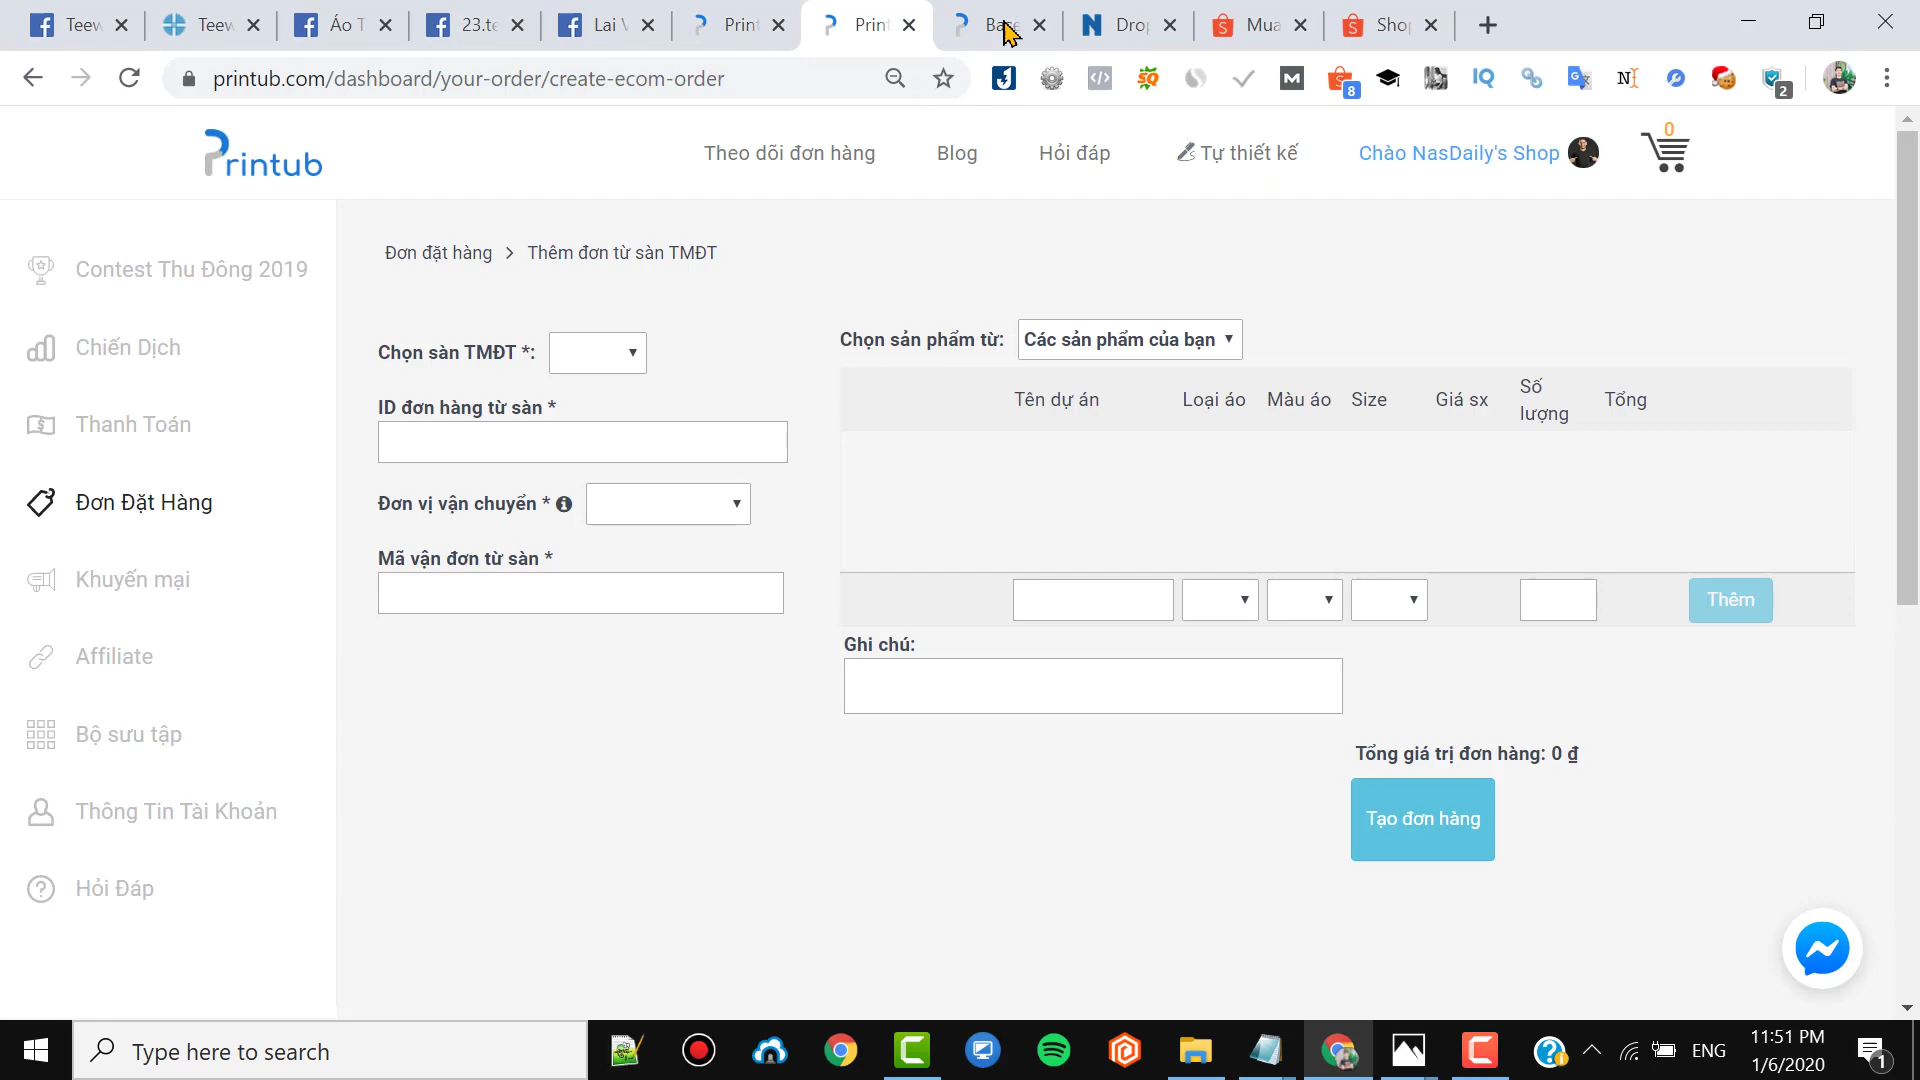 Teew
Teew
Áo T
23.te
Lai V
Print
Print
Drop
Mua
Shop
printub.com/dashboard/your-order/create-ecom-order
8
2
Printub
Theo dõi đơn hàng
Blog
Hỏi đáp
Tự thiết kế
Chào NasDaily's Shop
0
Contest Thu Đông 2019
Chiến Dịch
Thanh Toán
Đơn Đặt Hàng
Khuyến mại
Affiliate
Bộ sưu tập
Thông Tin Tài Khoản
Hỏi Đáp
Đơn đặt hàng > Thêm đơn từ sàn TMĐT
Chọn sàn TMĐT *:
ID đơn hàng từ sàn *
Đơn vị vận chuyển *
Mã vận đơn từ sàn *
Chọn sản phẩm từ: Các sản phẩm của bạn
Tên dự án
Loại áo
Màu áo
Size
Giá sx
Số
lượng
Tổng
Thêm
Ghi chú:
Tổng giá trị đơn hàng: 0 ₫
Tạo đơn hàng
Type here to search
ENG
11:51 PM
1/6/2020
1